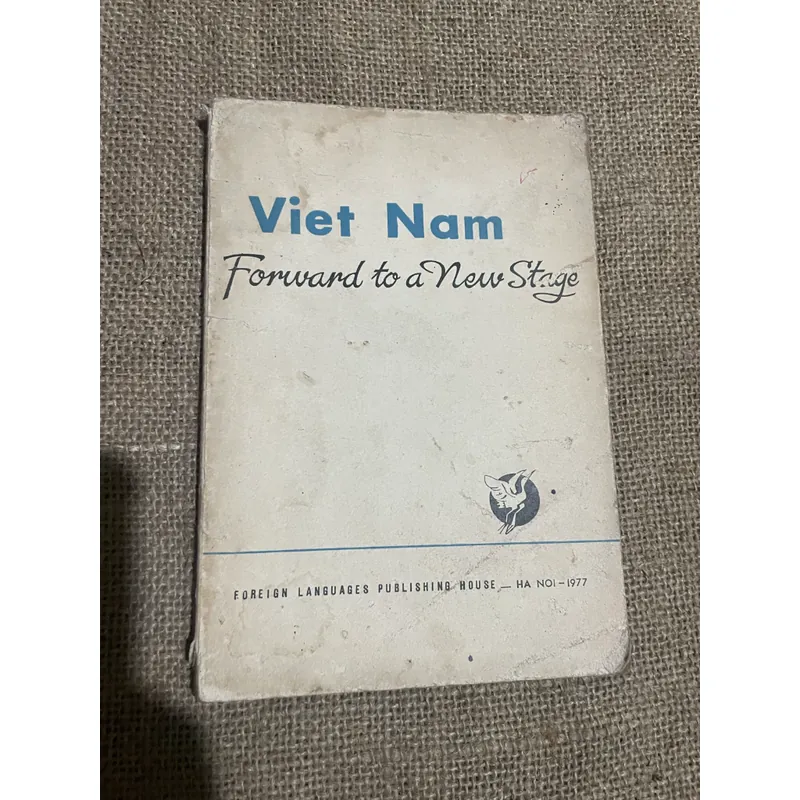 Viet Nam
Forward to a New Stage
FOREIGN LANGUAGES PUBLISHING HOUSE — HA NOI – 1977